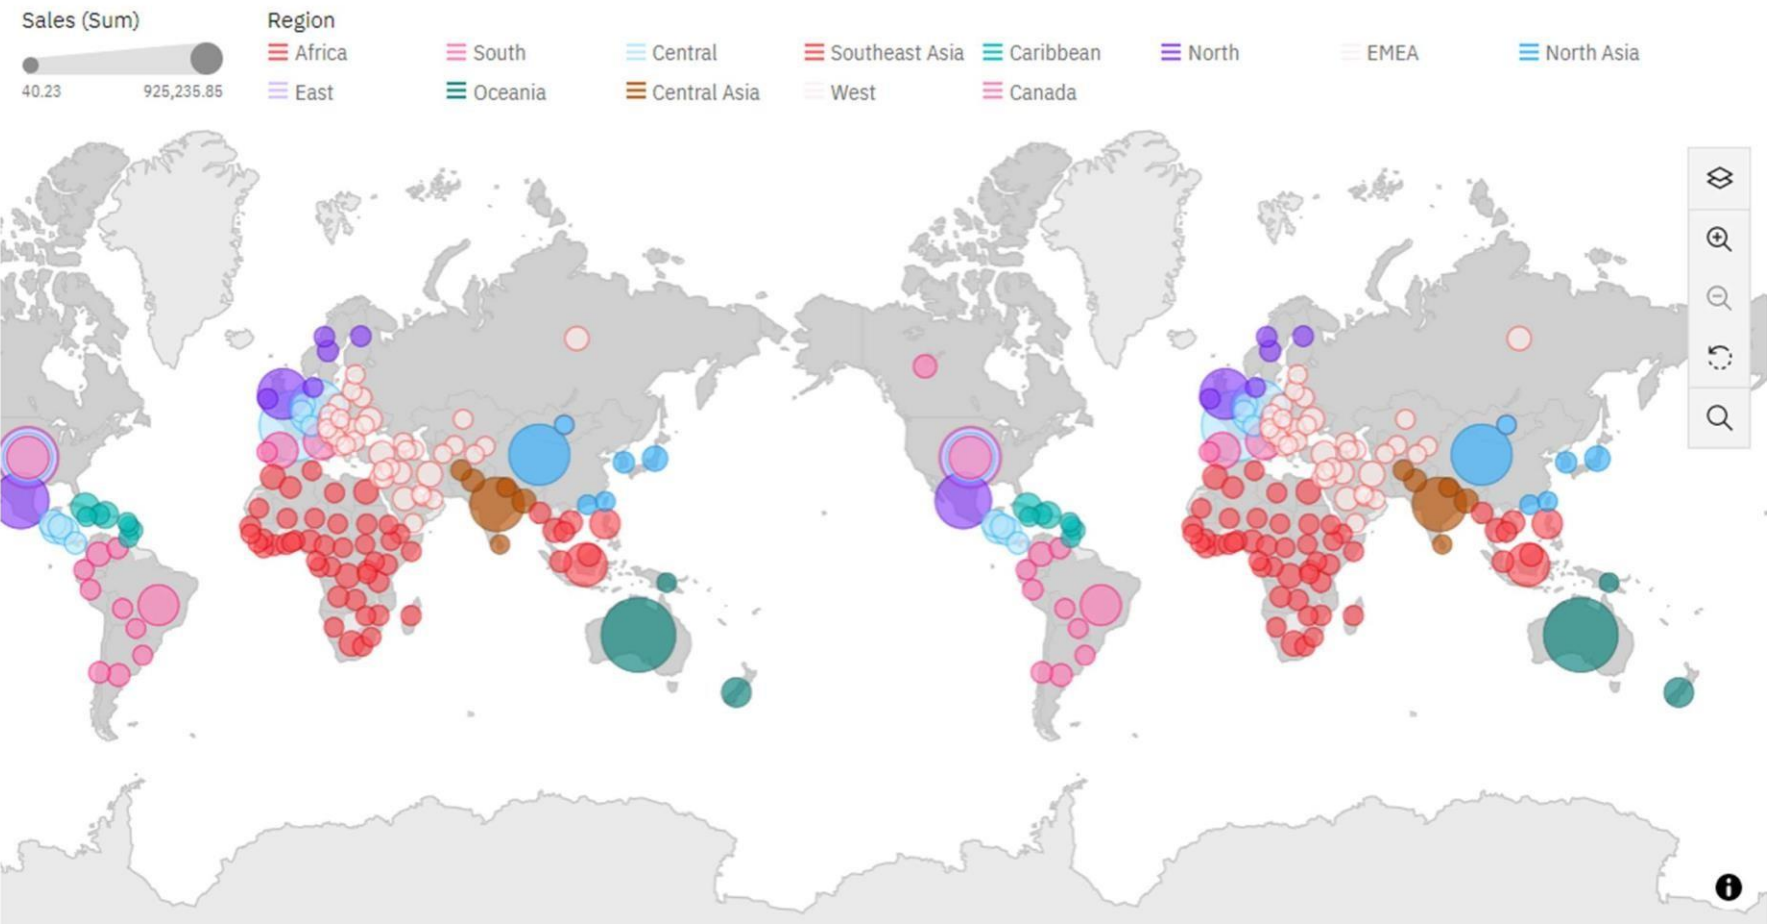 Sales (Sum)
40.23 925,235.85
Region
Africa South Central Southeast Asia Caribbean North EMEA North Asia
East Oceania Central Asia West Canada